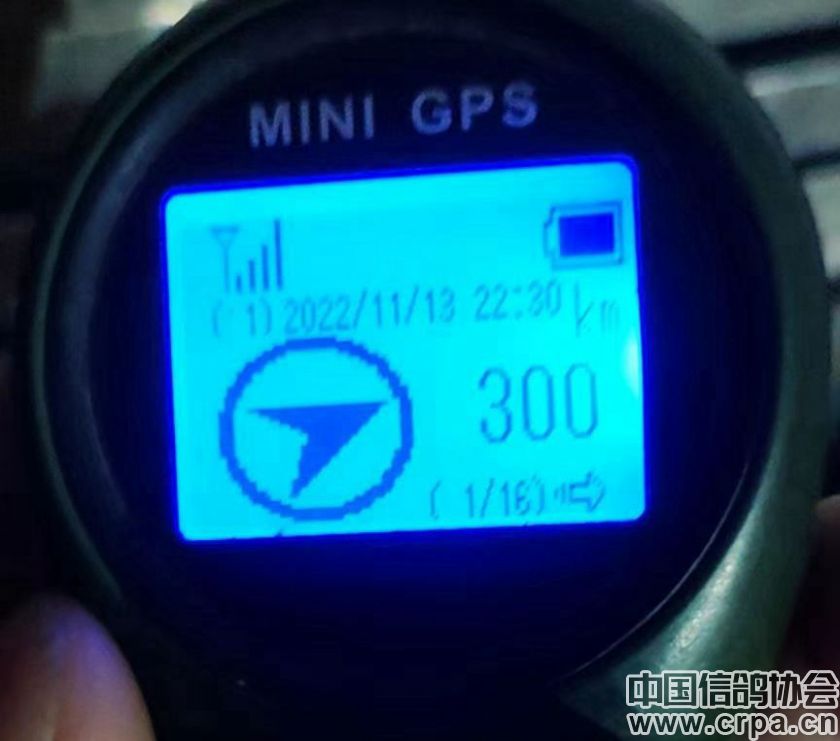 MINI GPS
( 1) 2022/11/13 22:30 km
300
( 1/16)
中国信鸽协会
www.crpa.cn